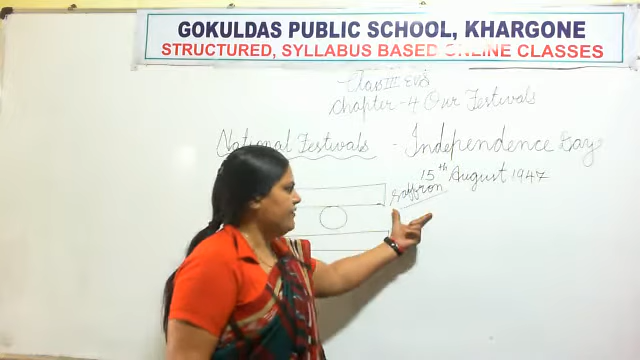 GOKULDAS PUBLIC SCHOOL, KHARGONE
STRUCTURED, SYLLABUS BASED ONLINE CLASSES
Class III EVS
Chapter - 4 Our Festivals
National Festivals - Independence Day
15th August 1947
Saffron